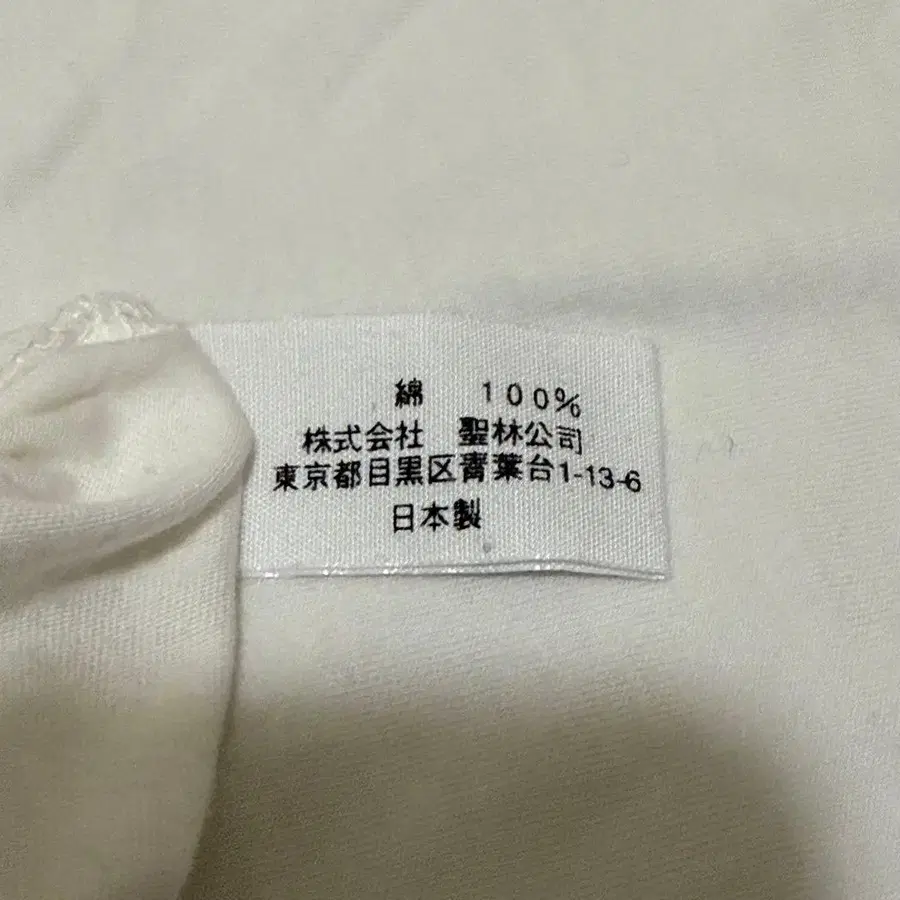 綿 100%
株式会社 聖林公司
東京都目黒区青葉台1-13-6
日本製